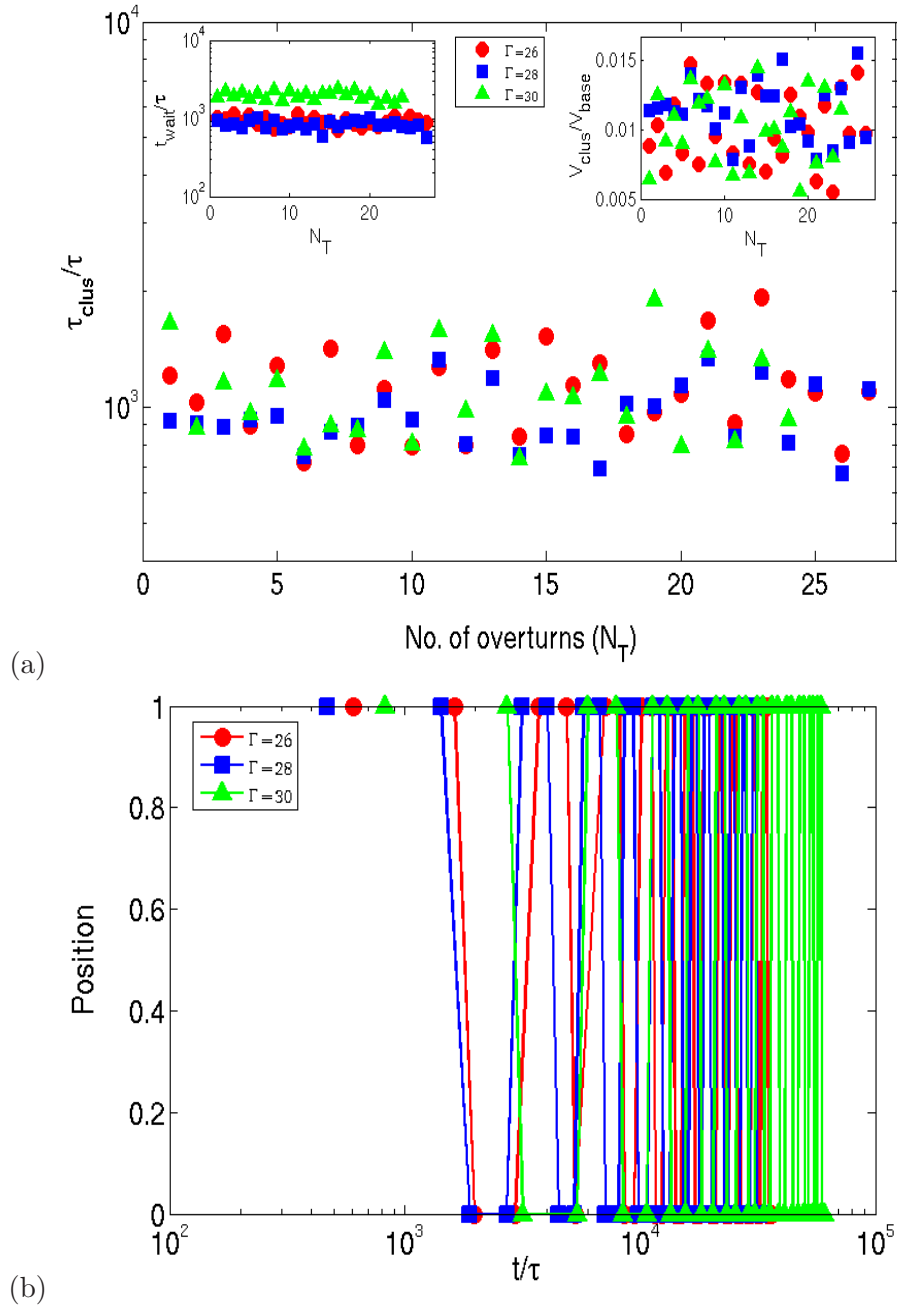 10^4
10^3
10^2
0
10
20
t_wait/τ
N_T
Γ=26
Γ=28
Γ=30
0.015
0.01
0.005
0
10
20
V_clus/V_base
N_T
10^4
10^3
τ_clus/τ
0
5
10
15
20
25
No. of overturns (N_T)
(a)
1
0.8
0.6
0.4
0.2
0
Position
Γ=26
Γ=28
Γ=30
10^2
10^3
10^4
10^5
t/τ
(b)